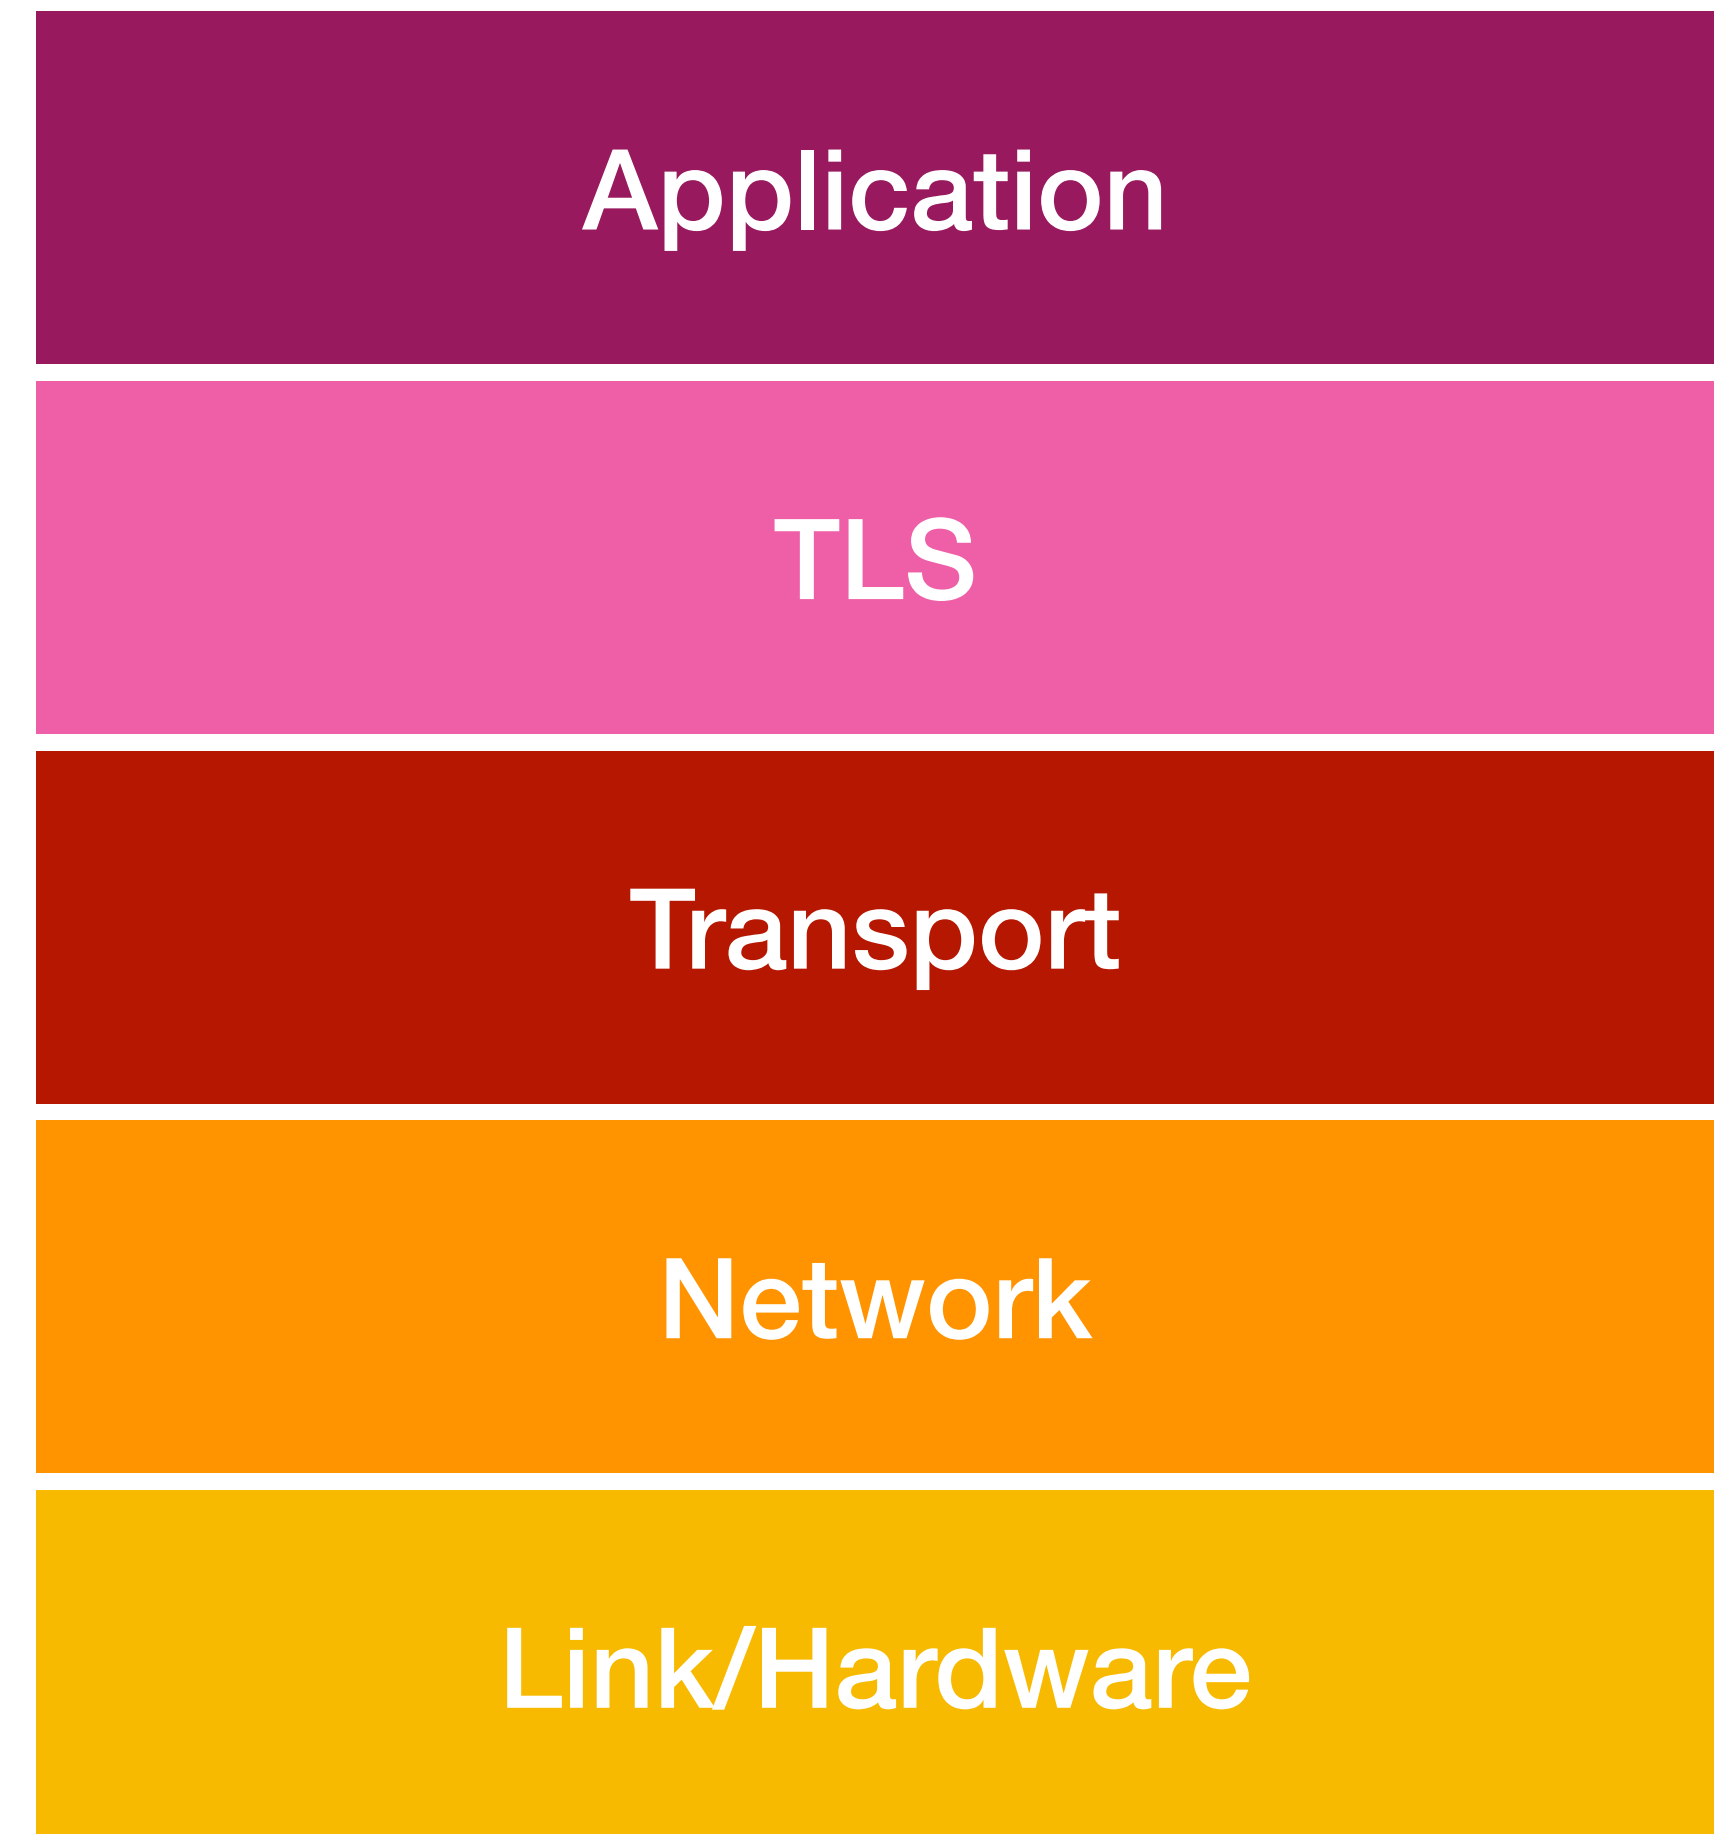 Application
TLS
Transport
Network
Link/Hardware